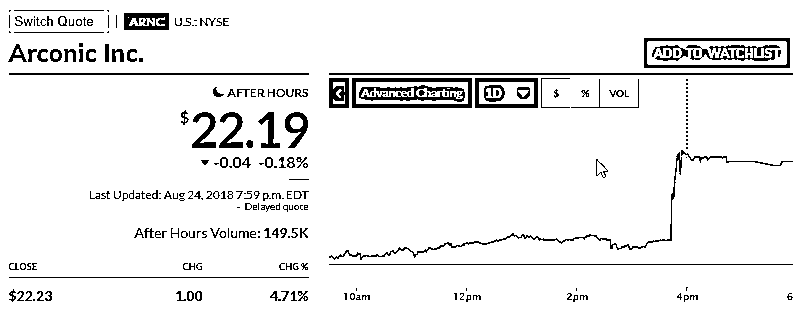 Switch Quote | ARNC U.S.: NYSE
Arconic Inc.
ADD TO WATCHLIST
AFTER HOURS
$22.19
-0.04 -0.18%
Last Updated: Aug 24, 2018 7:59 p.m. EDT
- Delayed quote
After Hours Volume: 149.5K
CLOSE CHG CHG %
$22.23 1.00 4.71%
Advanced Charting 1D $ % VOL
10am 12pm 2pm 4pm 6